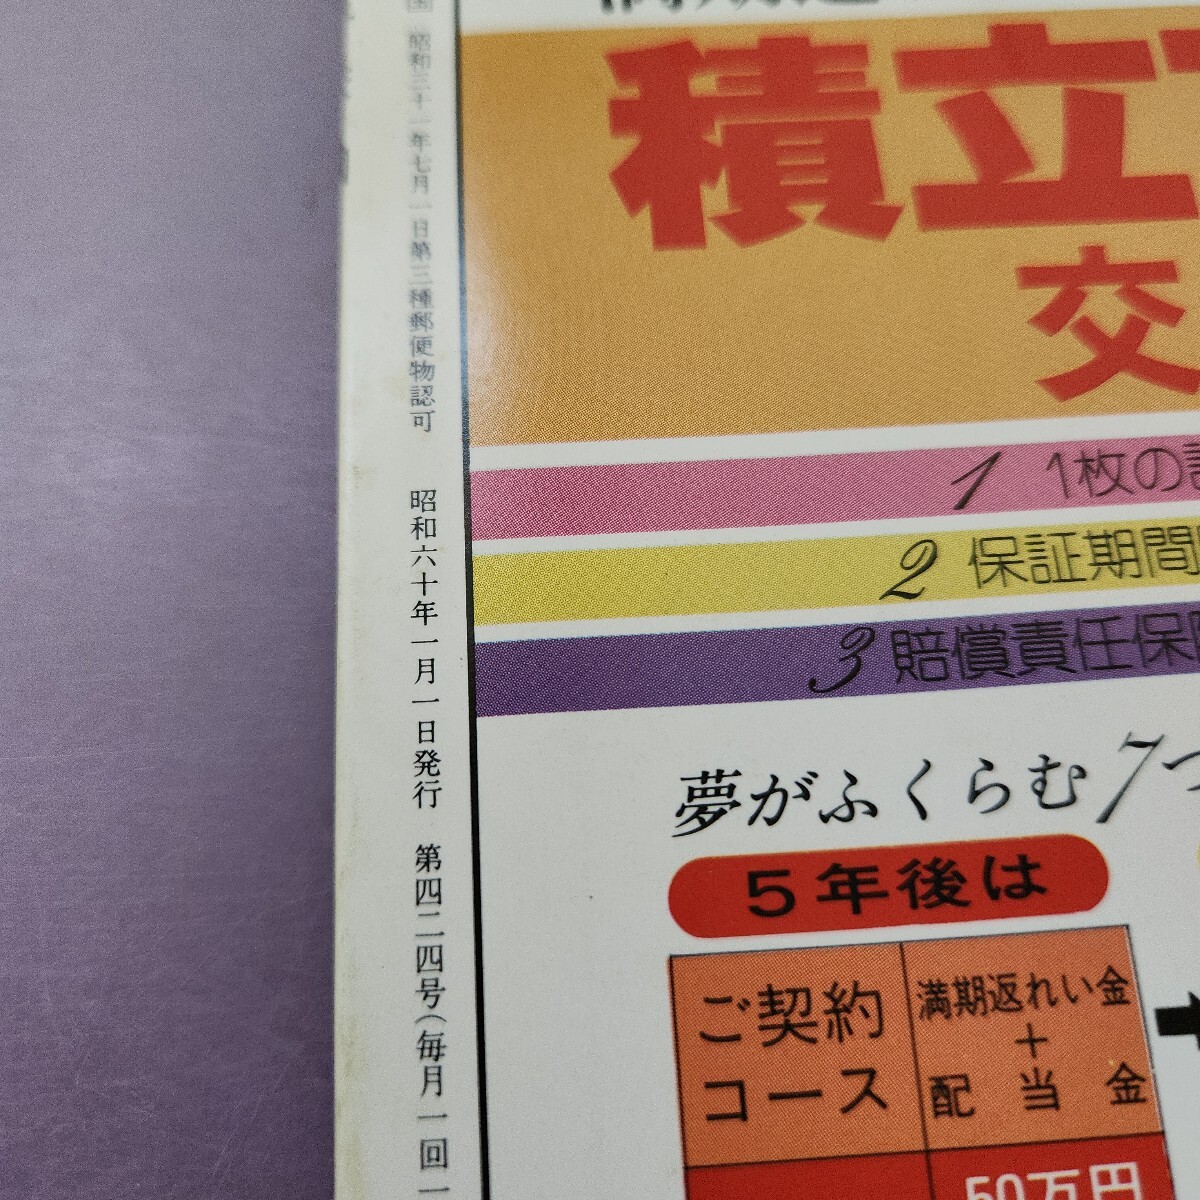 昭和三十一年七月一日第三種郵便物認可
昭和六十年一月一日発行 第四二四号(毎月一回一
積立
交
1 1枚の
2 保証期間
3 賠償責任保険
夢がふくらむ7つ
5年後は
ご契約
コース
満期返れい金
+
配当金
50万円